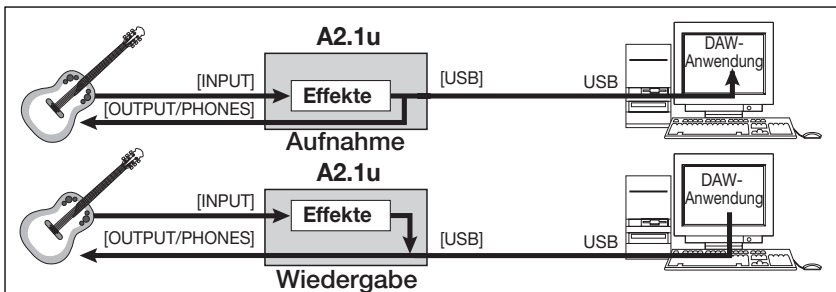 A2.1u
[INPUT]
Effekte
[USB]
USB
DAW-
Anwendung
[OUTPUT/PHONES]
Aufnahme
A2.1u
[INPUT]
Effekte
DAW-
Anwendung
[OUTPUT/PHONES]
[USB]
USB
Wiedergabe